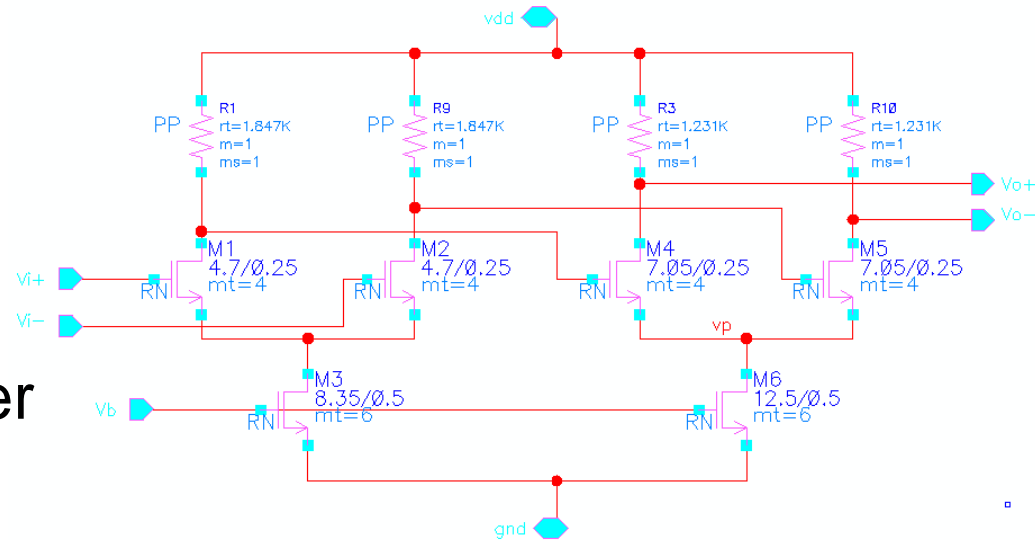 vdd
R1
rt=1.847K
m=1
ms=1
PP
R9
rt=1.847K
m=1
ms=1
PP
R3
rt=1.231K
m=1
ms=1
PP
R10
rt=1.231K
m=1
ms=1
PP
Vo+
Vo-
Vi+
Vi-
M1
4.7/0.25
mt=4
RN
M2
4.7/0.25
mt=4
RN
M4
7.05/0.25
mt=4
RN
M5
7.05/0.25
mt=4
RN
vp
er
Vb
M3
8.35/0.5
mt=6
RN
M6
12.5/0.5
mt=6
RN
gnd